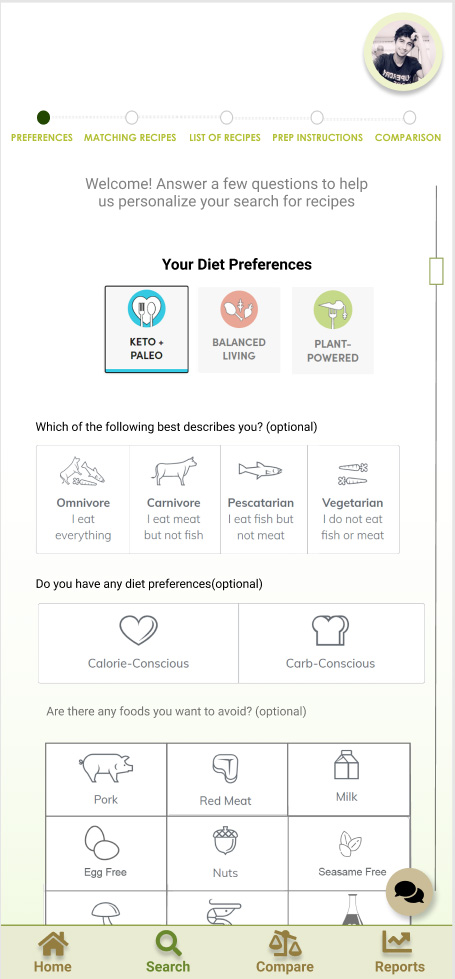 PREFERENCES MATCHING RECIPES LIST OF RECIPES PREP INSTRUCTIONS COMPARISON
Welcome! Answer a few questions to help
us personalize your search for recipes
Your Diet Preferences
KETO +
PALEO
BALANCED
LIVING
PLANT-
POWERED
Which of the following best describes you? (optional)
Omnivore
I eat
everything
Carnivore
I eat meat
but not fish
Pescatarian
I eat fish but
not meat
Vegetarian
I do not eat
fish or meat
Do you have any diet preferences(optional)
Calorie-Conscious
Carb-Conscious
Are there any foods you want to avoid? (optional)
Pork
Red Meat
Milk
Egg Free
Nuts
Seasame Free
Home
Search
Compare
Reports